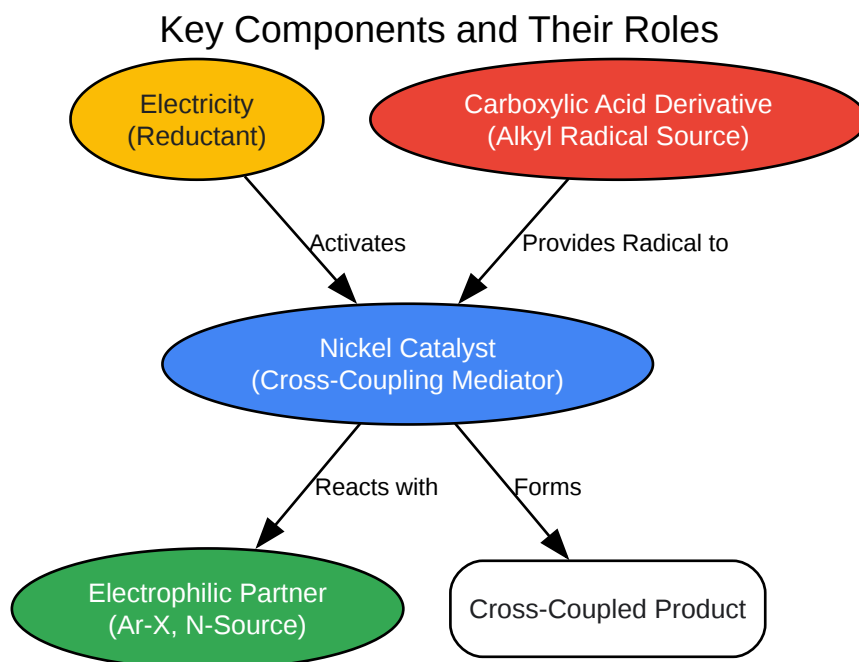 Key Components and Their Roles
Electricity
(Reductant)
Carboxylic Acid Derivative
(Alkyl Radical Source)
Activates
Provides Radical to
Nickel Catalyst
(Cross-Coupling Mediator)
Reacts with
Forms
Electrophilic Partner
(Ar-X, N-Source)
Cross-Coupled Product